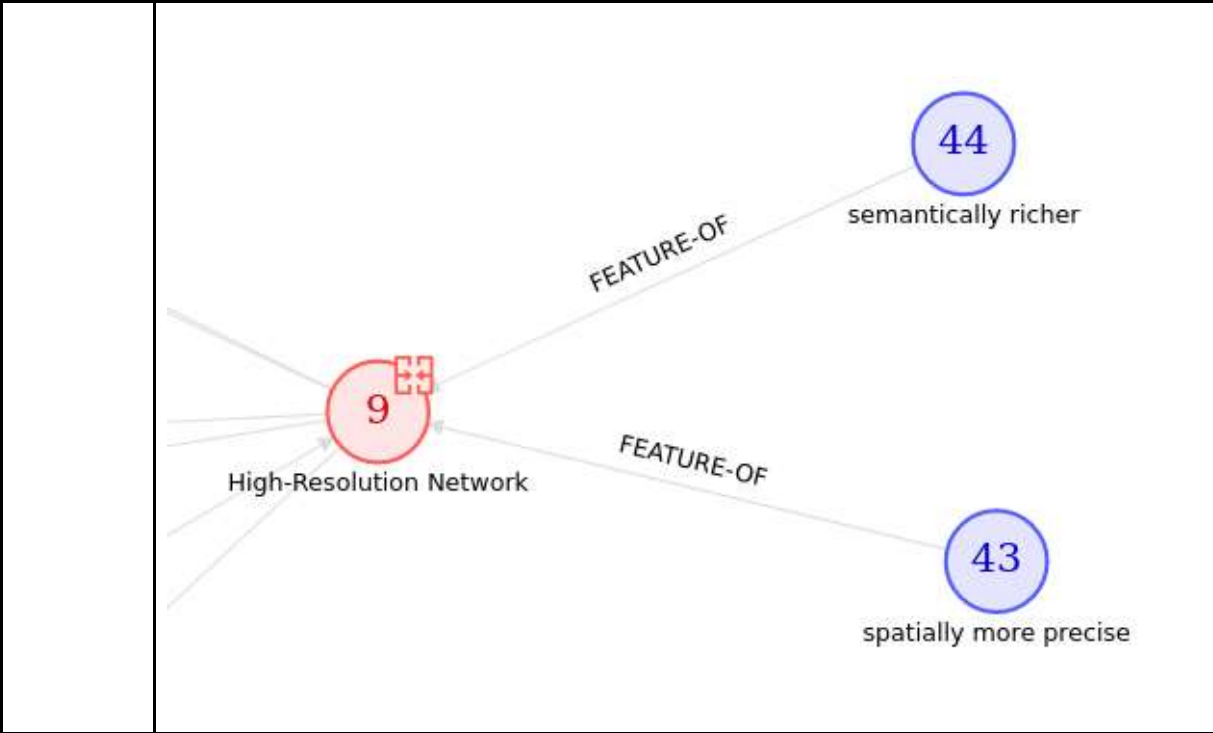 44
semantically richer
FEATURE-OF
9
High-Resolution Network
FEATURE-OF
43
spatially more precise